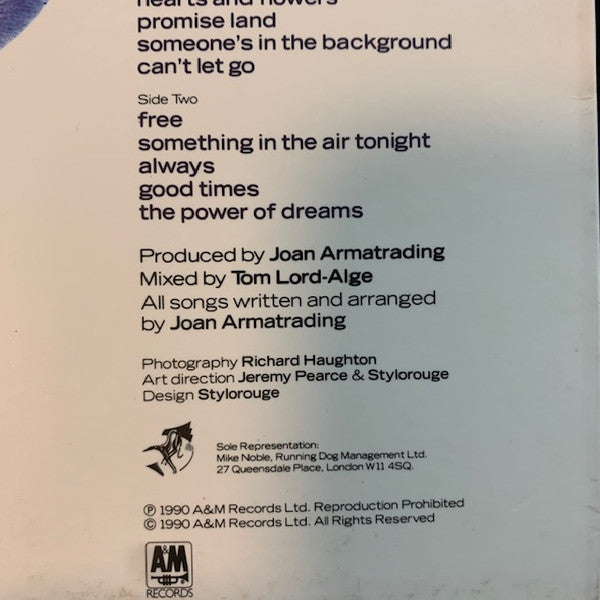 hearts and flowers
promise land
someone's in the background
can't let go
Side Two
free
something in the air tonight
always
good times
the power of dreams
Produced by Joan Armatrading
Mixed by Tom Lord-Alge
All songs written and arranged
by Joan Armatrading
Photography Richard Haughton
Art direction Jeremy Pearce & Stylorouge
Design Stylorouge
Sole Representation:
Mike Noble, Running Dog Management Ltd.
27 Queensdale Place, London W11 4SQ.
℗ 1990 A&M Records Ltd. Reproduction Prohibited
© 1990 A&M Records Ltd. All Rights Reserved
A&M
RECORDS